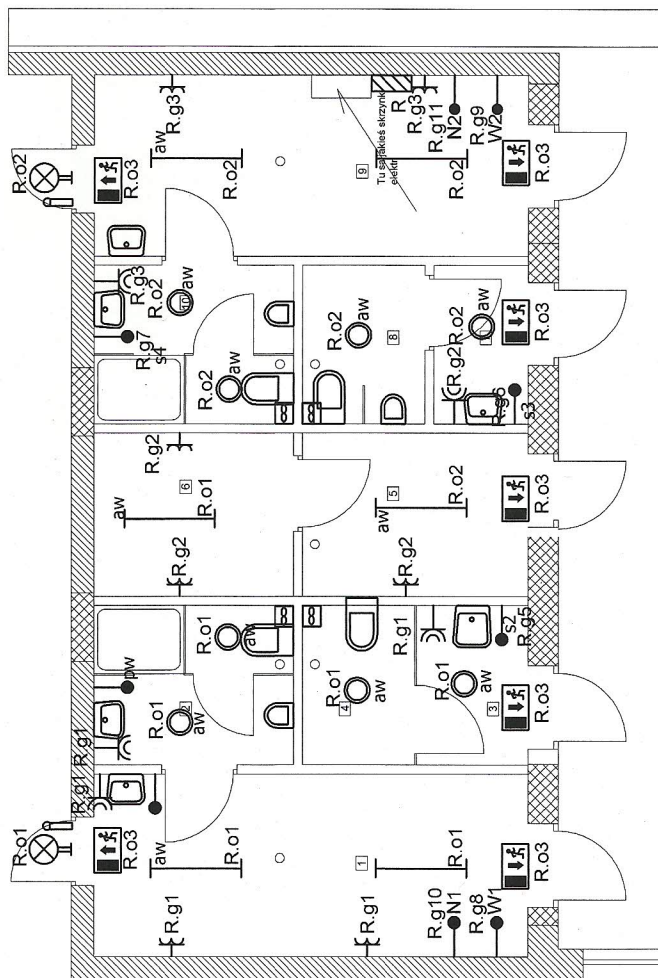 R.o2
R.o3
aw
R.g3
R.o2
6
Tu są jakieś skrzynki
elektr
R
R.g3
R.g11
N2
R.g9
W2
R.o2
R.o3
R.g3
R.o2
aw
R.g7
s4
R.o2
aw
R.o2
aw
8
R.o2
aw
R.g2
R.g6
s3
R.o3
R.g2
aw
6
R.o1
R.g2
aw
5
R.o2
R.g2
R.o3
pw
R.g1
R.o1
2
aw
R.o1
aw
R.o1
aw
4
R.g1
R.o1
aw
3
s2
R.g5
R.o3
R.o1
R.g1
R.o3
aw
R.o1
R.g1
1
R.o1
R.g1
R.g10
N1
R.g8
W1
R.o3